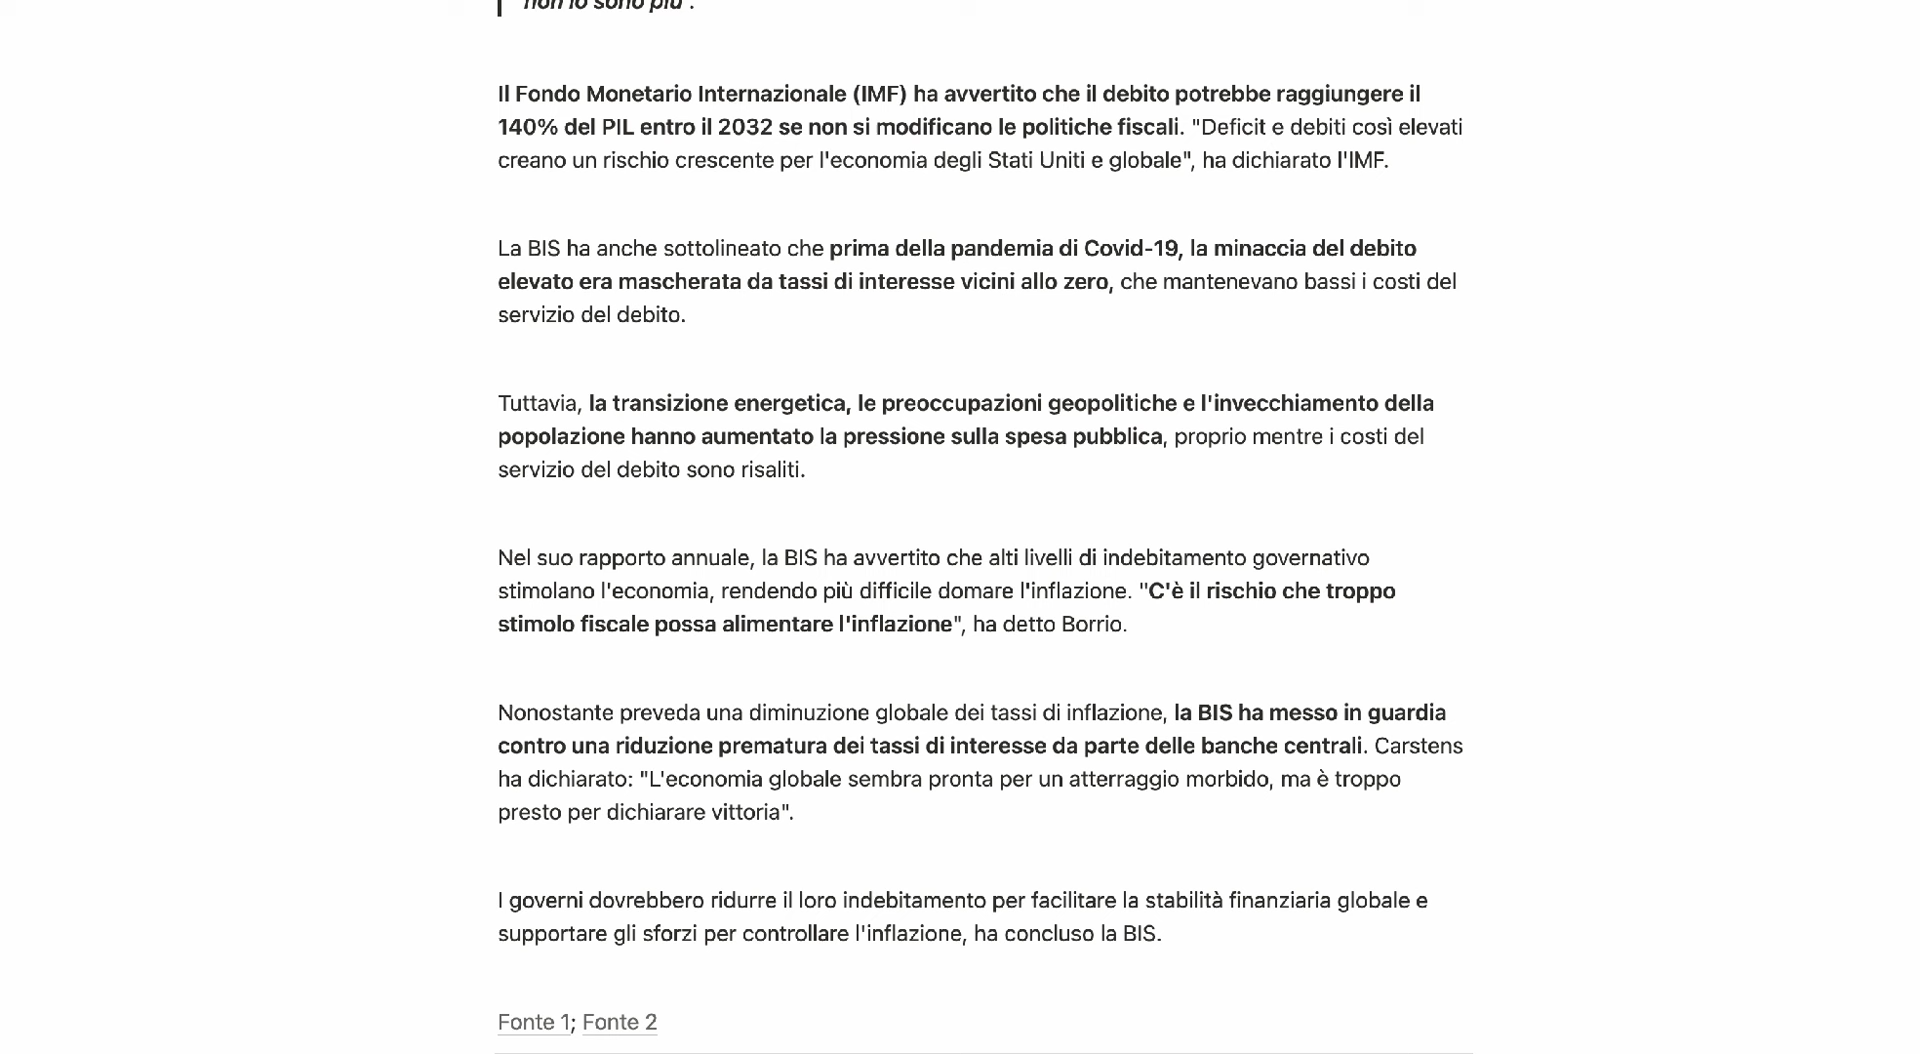 non lo sono più".
Il Fondo Monetario Internazionale (IMF) ha avvertito che il debito potrebbe raggiungere il
140% del PIL entro il 2032 se non si modificano le politiche fiscali. "Deficit e debiti così elevati
creano un rischio crescente per l'economia degli Stati Uniti e globale", ha dichiarato l'IMF.
La BIS ha anche sottolineato che prima della pandemia di Covid-19, la minaccia del debito
elevato era mascherata da tassi di interesse vicini allo zero, che mantenevano bassi i costi del
servizio del debito.
Tuttavia, la transizione energetica, le preoccupazioni geopolitiche e l'invecchiamento della
popolazione hanno aumentato la pressione sulla spesa pubblica, proprio mentre i costi del
servizio del debito sono risaliti.
Nel suo rapporto annuale, la BIS ha avvertito che alti livelli di indebitamento governativo
stimolano l'economia, rendendo più difficile domare l'inflazione. "C'è il rischio che troppo
stimolo fiscale possa alimentare l'inflazione", ha detto Borrio.
Nonostante preveda una diminuzione globale dei tassi di inflazione, la BIS ha messo in guardia
contro una riduzione prematura dei tassi di interesse da parte delle banche centrali. Carstens
ha dichiarato: "L'economia globale sembra pronta per un atterraggio morbido, ma è troppo
presto per dichiarare vittoria".
I governi dovrebbero ridurre il loro indebitamento per facilitare la stabilità finanziaria globale e
supportare gli sforzi per controllare l'inflazione, ha concluso la BIS.
Fonte 1; Fonte 2